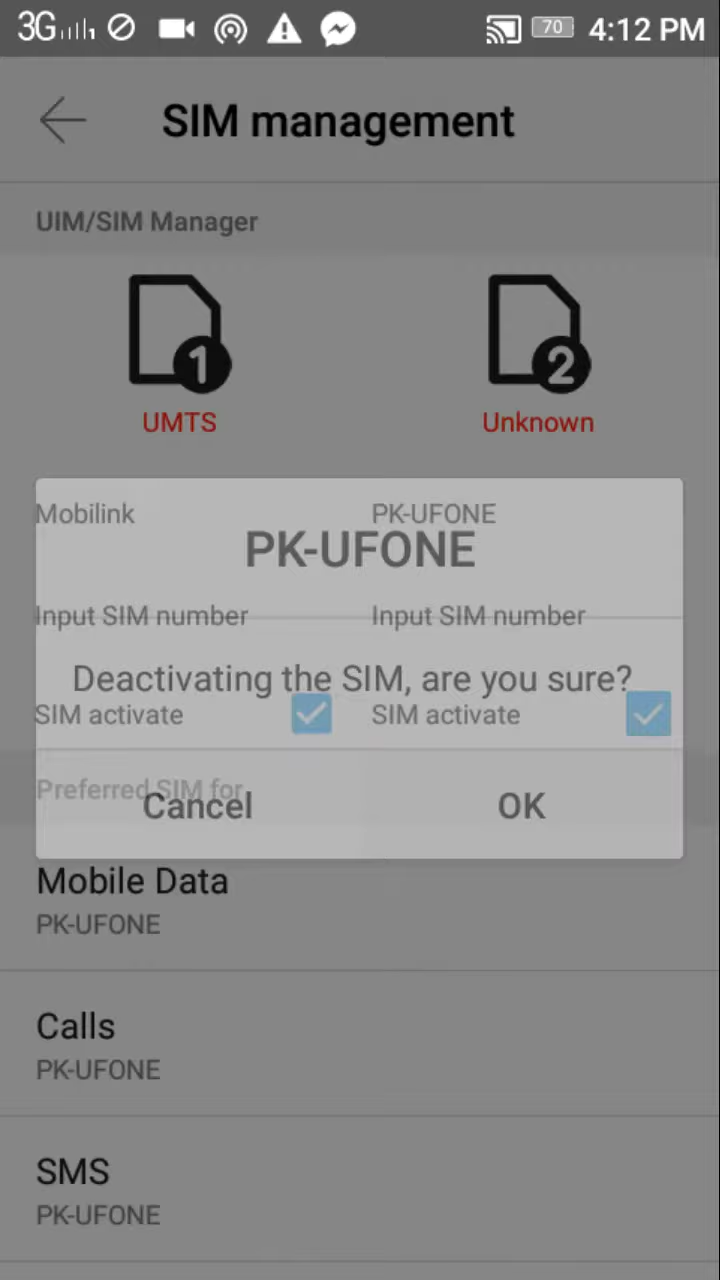 3G 70 4:12 PM
SIM management
UIM/SIM Manager
1 2
UMTS Unknown
Mobilink PK-UFONE
PK-UFONE
Input SIM number Input SIM number
Deactivating the SIM, are you sure?
SIM activate SIM activate
Preferred SIM for
Cancel OK
Mobile Data
PK-UFONE
Calls
PK-UFONE
SMS
PK-UFONE